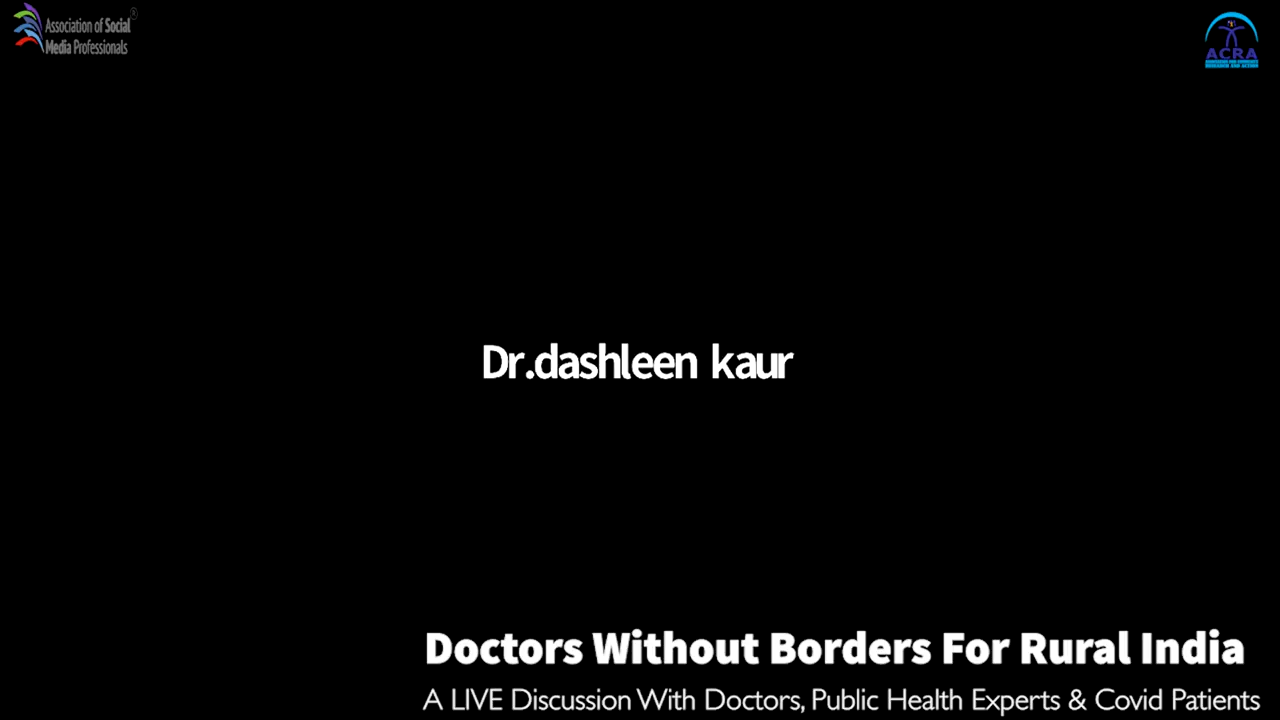 Association of Social
Media Professionals
ACRA
Dr.dashleen kaur
Doctors Without Borders For Rural India
A LIVE Discussion With Doctors, Public Health Experts & Covid Patients